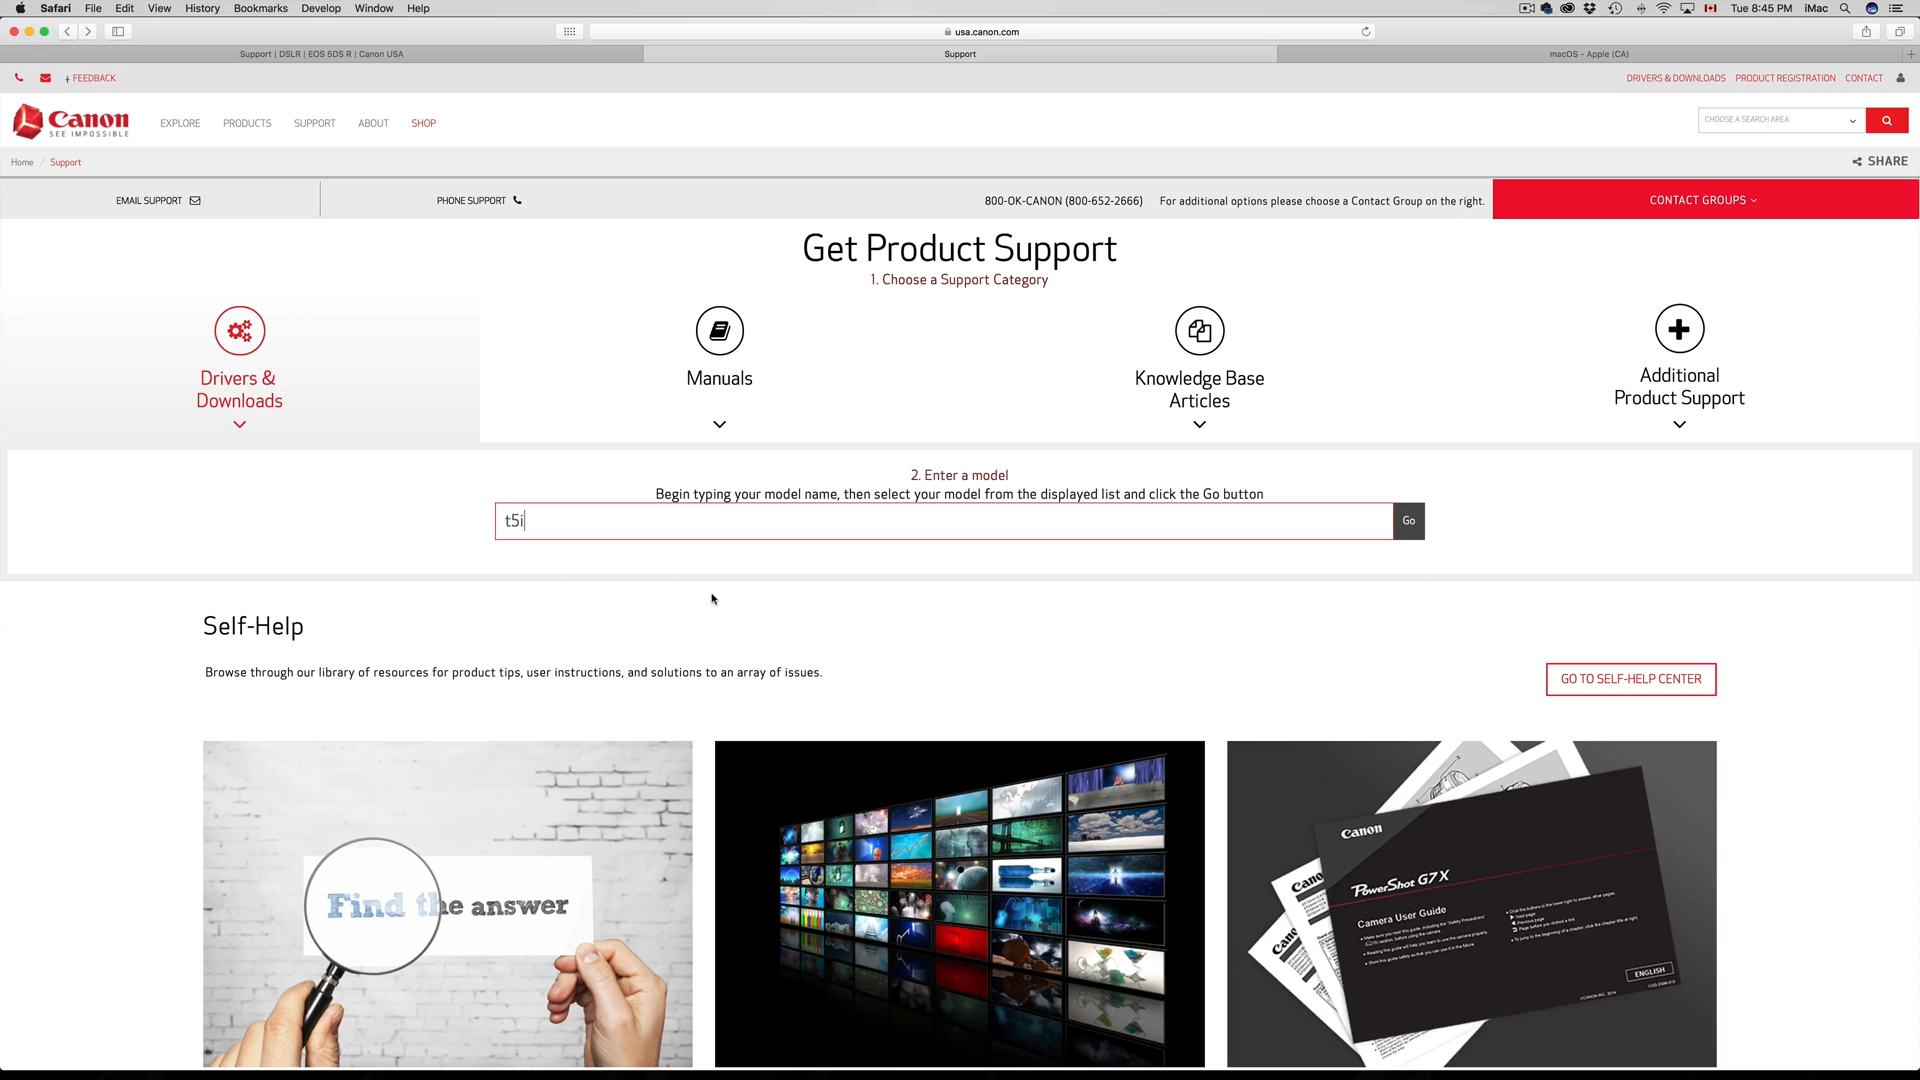 Safari File Edit View History Bookmarks Develop Window Help
Tue 8:45 PM iMac
usa.canon.com
Support | DSLR | EOS 5DS R | Canon USA
Support
macOS - Apple (CA)
+ FEEDBACK
DRIVERS & DOWNLOADS PRODUCT REGISTRATION CONTACT
Canon
SEE IMPOSSIBLE
EXPLORE PRODUCTS SUPPORT ABOUT SHOP
CHOOSE A SEARCH AREA
Home / Support
SHARE
EMAIL SUPPORT
PHONE SUPPORT
800-OK-CANON (800-652-2666) For additional options please choose a Contact Group on the right.
CONTACT GROUPS
Get Product Support
1. Choose a Support Category
Drivers &
Downloads
Manuals
Knowledge Base
Articles
Additional
Product Support
2. Enter a model
Begin typing your model name, then select your model from the displayed list and click the Go button
t5i
Go
Self-Help
Browse through our library of resources for product tips, user instructions, and solutions to an array of issues.
GO TO SELF-HELP CENTER
Find the answer
Canon
PowerShot G7X
Camera User Guide
ENGLISH